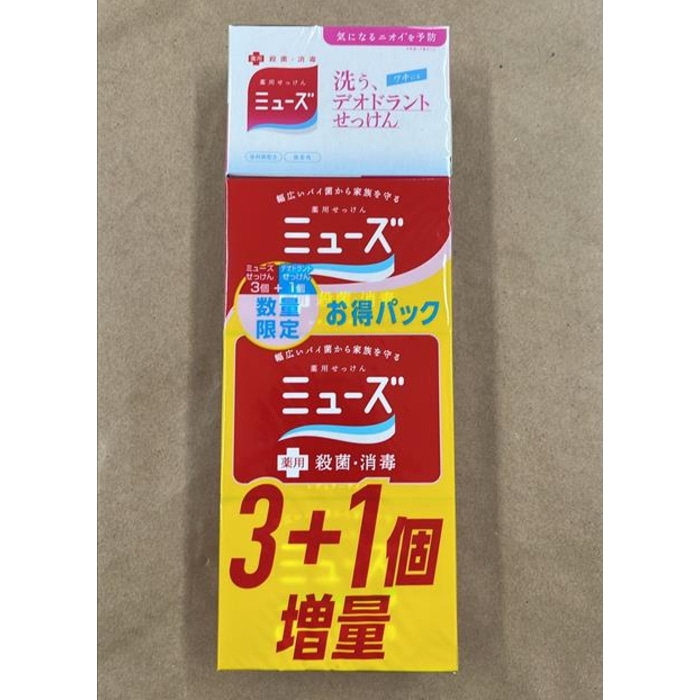 気になるニオイを予防
薬用 殺菌・消毒
薬用せっけん
ミューズ
洗う、
デオドラント
せっけん
幅広いバイ菌から家族を守る
薬用せっけん
ミューズ
ミューズ
せっけん
3個
+
デオドラント
せっけん
1個
数量
限定
殺菌・消毒
お得パック
幅広いバイ菌から家族を守る
薬用せっけん
ミューズ
薬用 殺菌・消毒
3+1個
増量